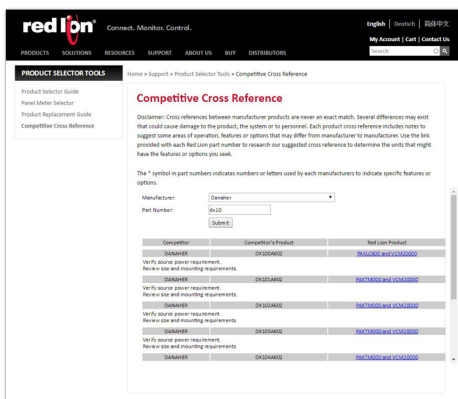 red lion® Connect. Monitor. Control.
English | Deutsch | 简体中文
My Account | Cart | Contact Us
PRODUCTS SOLUTIONS RESOURCES SUPPORT ABOUT US BUY DISTRIBUTORS
Search
PRODUCT SELECTOR TOOLS
Product Selector Guide
Panel Meter Selector
Product Replacement Guide
Competitive Cross Reference
Home » Support » Product Selector Tools » Competitive Cross Reference
Competitive Cross Reference
Disclaimer: Cross references between manufacturer products are never an exact match. Several differences may exist
that could cause damage to the product, the system or to personnel. Each product cross reference includes notes to
suggest some areas of operation, features or options that may differ from manufacturer to manufacturer. Use the link
provided with each Red Lion part number to research our suggested cross reference to determine the units that might
have the features or options you seek.
The * symbol in part numbers indicates numbers or letters used by each manufacturers to indicate specific features or
options.
Manufacturer: Danaher
Part Number: dx10
Submit
Competitor Competitor's Product Red Lion Product
DANAHER DX100A602 PAXLC600 and VCM20000
Verify source power requirement.
Review size and mounting requirements.
DANAHER DX101A602 PAXTM000 and VCM20000
Verify source power requirement.
Review size and mounting requirements.
DANAHER DX102A602 PAXTM000 and VCM20000
Verify source power requirement.
Review size and mounting requirements.
DANAHER DX103A602 PAXTM000 and VCM20000
Verify source power requirement.
Review size and mounting requirements.
DANAHER DX104A602 PAXTM000 and VCM20000